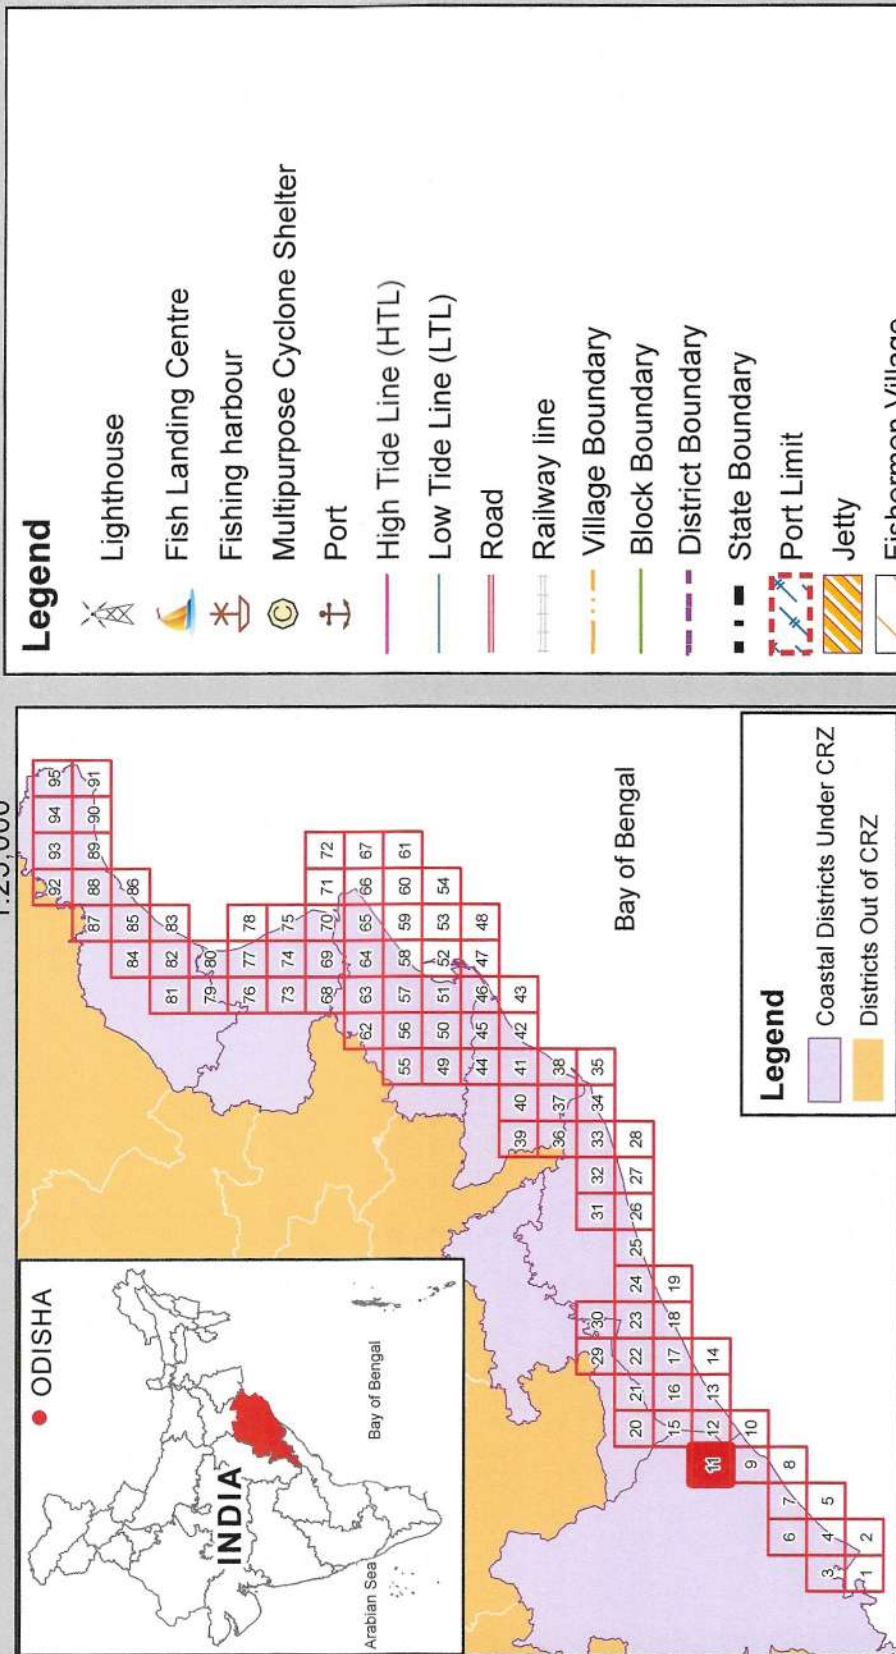 1:25,000
ODISHA
INDIA
Arabian Sea
Bay of Bengal
92 93 94 95
87 88 89 90 91
84 85 86
81 82 83
79 80
76 77 78
73 74 75
68 69 70 71 72
62 63 64 65 66 67
55 56 57 58 59 60 61
49 50 51 52 53 54
44 45 46 47 48
39 40 41 42 43
36 37 38
29 30 31 32 33 34 35
20 21 22 23 24 25 26 27 28
15 16 17 18 19
11 12 13 14
9 10
6 7 8
3 4 5
1 2
Bay of Bengal
Legend
Coastal Districts Under CRZ
Districts Out of CRZ
Legend
Lighthouse
Fish Landing Centre
Fishing harbour
C Multipurpose Cyclone Shelter
Port
High Tide Line (HTL)
Low Tide Line (LTL)
Road
Railway line
Village Boundary
Block Boundary
District Boundary
State Boundary
Port Limit
Jetty
Fishermen Village